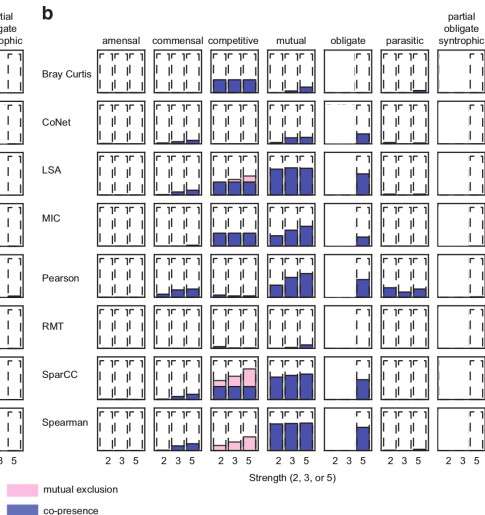 b
tial
gate
ophic
amensal commensal competitive mutual obligate parasitic partial obligate syntrophic
Bray Curtis
CoNet
LSA
MIC
Pearson
RMT
SparCC
Spearman
3 5 2 3 5 2 3 5 2 3 5 2 3 5 2 3 5 2 3 5 2 3 5
Strength (2, 3, or 5)
mutual exclusion
co-presence